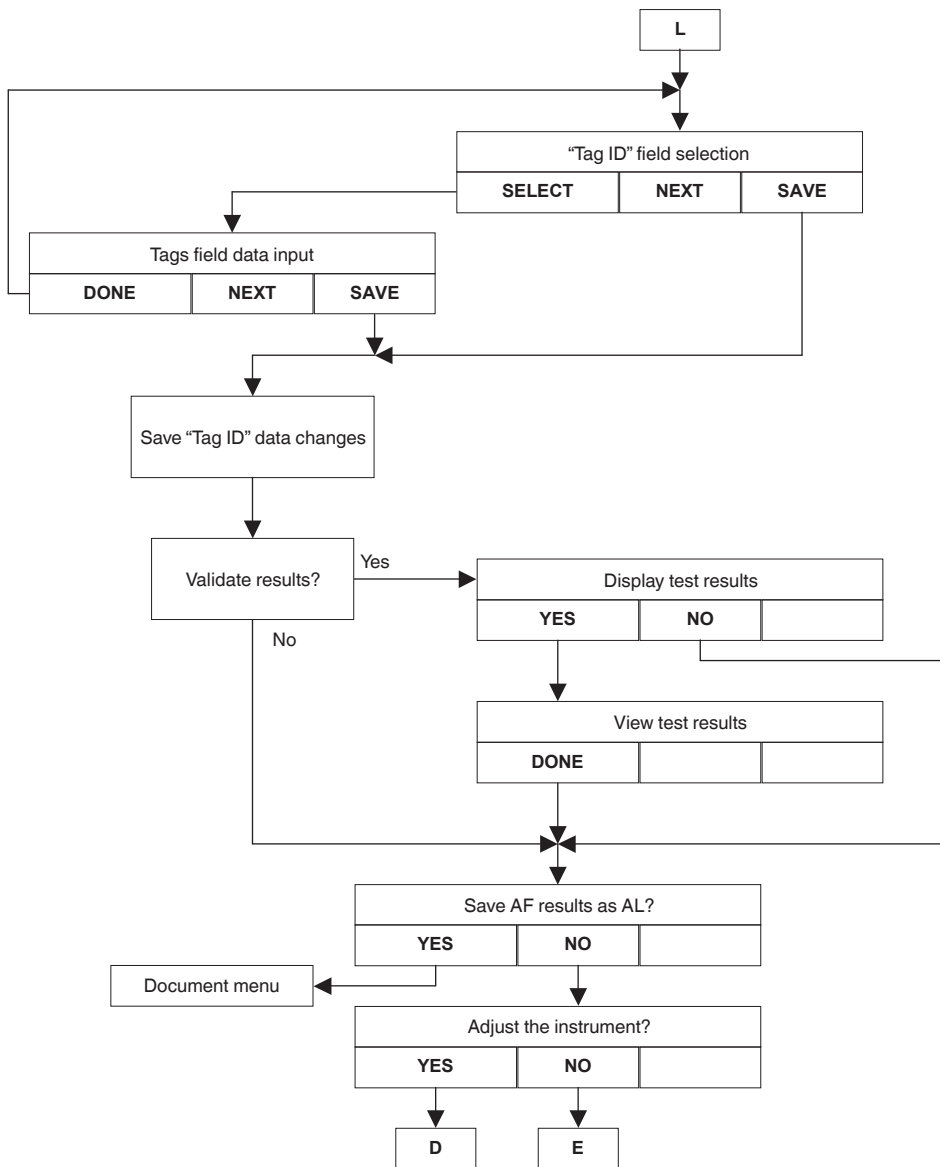 L
“Tag ID” field selection
SELECT NEXT SAVE
Tags field data input
DONE NEXT SAVE
Save “Tag ID” data changes
Validate results?
Yes
No
Display test results
YES NO
View test results
DONE
Save AF results as AL?
YES NO
Document menu
Adjust the instrument?
YES NO
D E